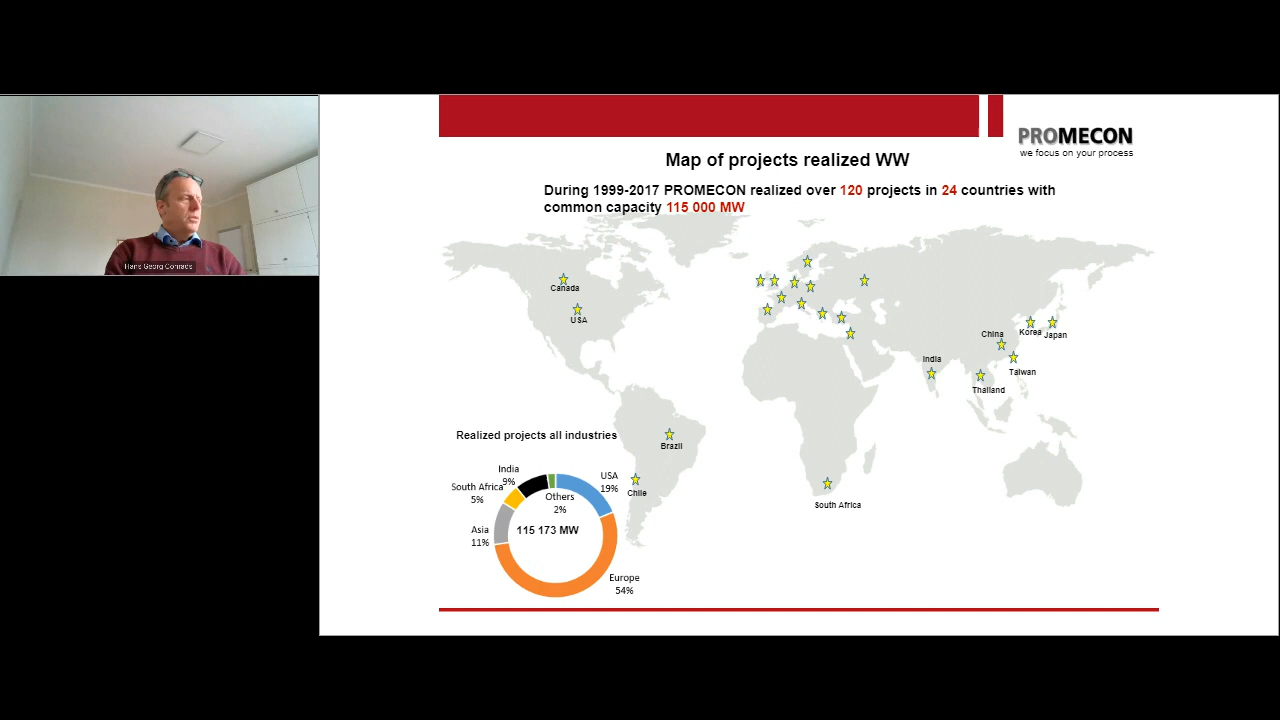 PROMECON
we focus on your process
Map of projects realized WW
During 1999-2017 PROMECON realized over 120 projects in 24 countries with
common capacity 115 000 MW
Hans Georg Conrads
Canada
USA
China
Korea
Japan
India
Taiwan
Thailand
Brazil
Chile
South Africa
Realized projects all industries
India
9%
USA
19%
South Africa
5%
Others
2%
Asia
11%
115 173 MW
Europe
54%